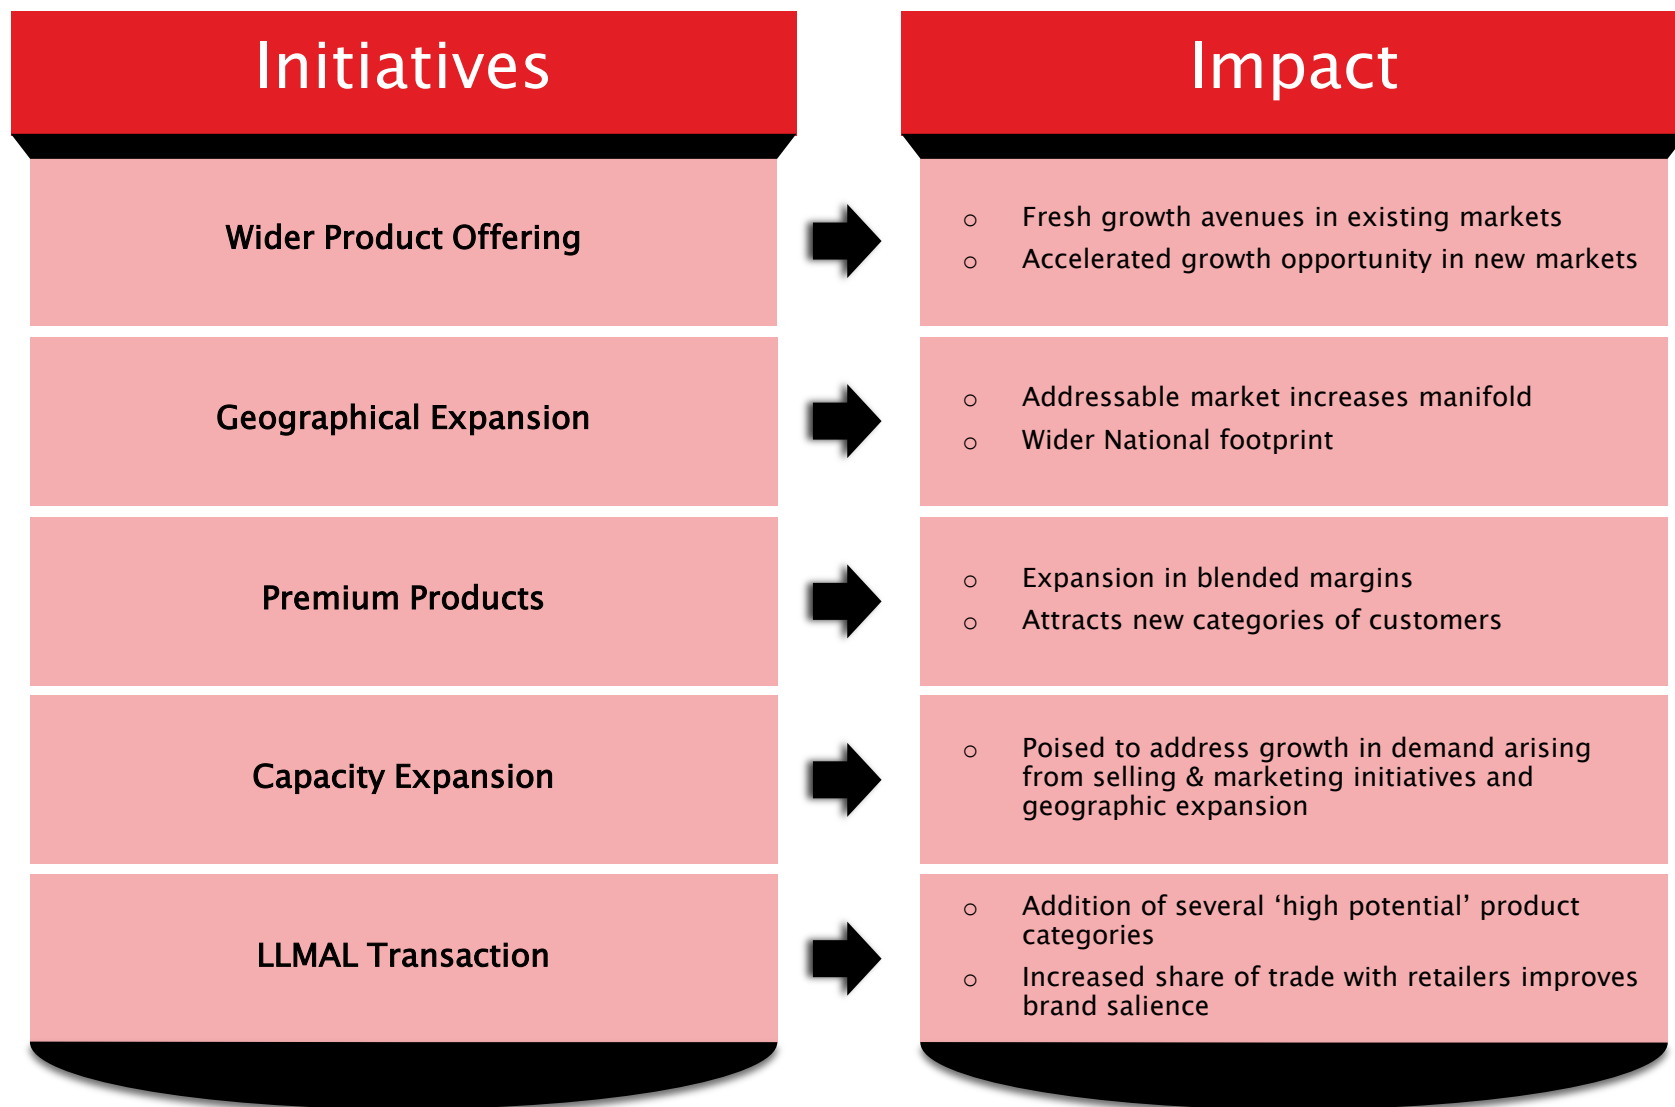 Initiatives
Impact
Wider Product Offering
o Fresh growth avenues in existing markets
o Accelerated growth opportunity in new markets
Geographical Expansion
o Addressable market increases manifold
o Wider National footprint
Premium Products
o Expansion in blended margins
o Attracts new categories of customers
Capacity Expansion
o Poised to address growth in demand arising
from selling & marketing initiatives and
geographic expansion
LLMAL Transaction
o Addition of several ‘high potential’ product
categories
o Increased share of trade with retailers improves
brand salience